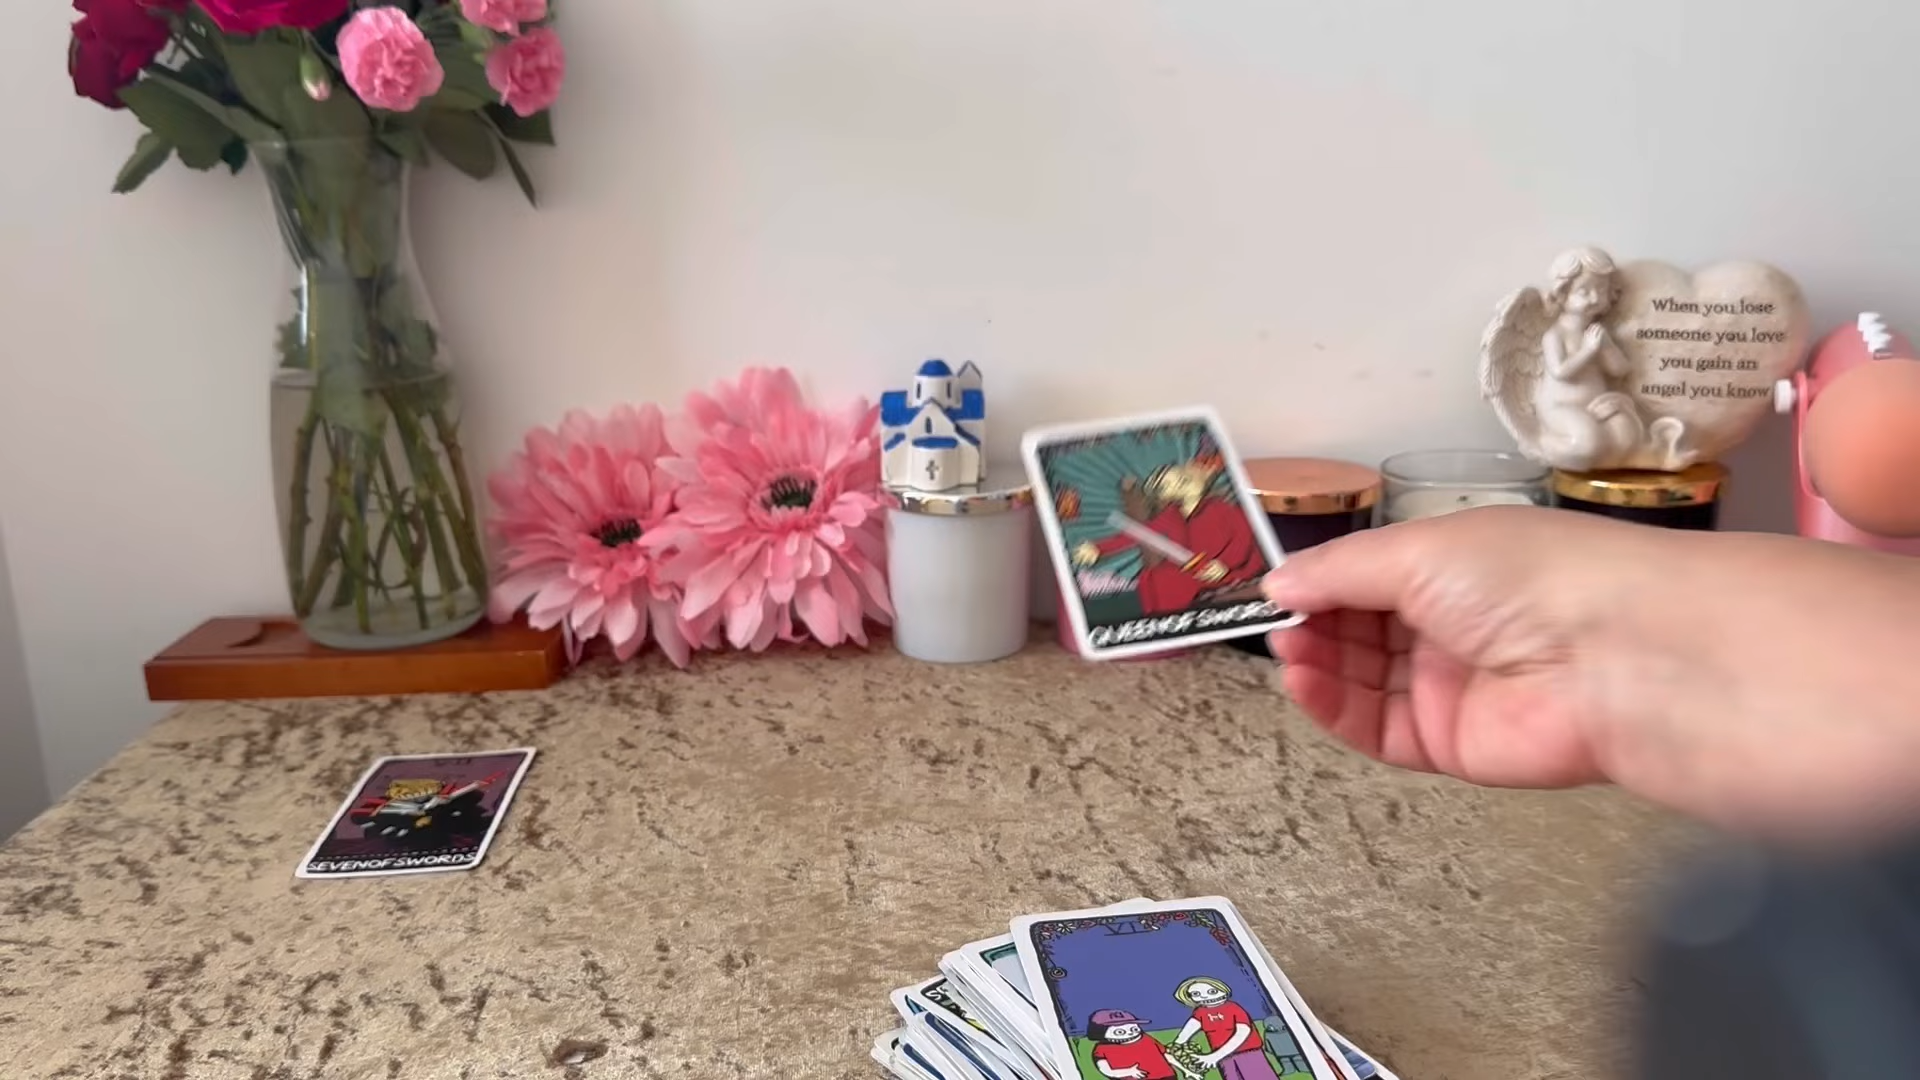 When you lose
someone you love
you gain an
angel you know
QUEEN OF SWORDS
VII
SEVEN OF SWORDS
VI